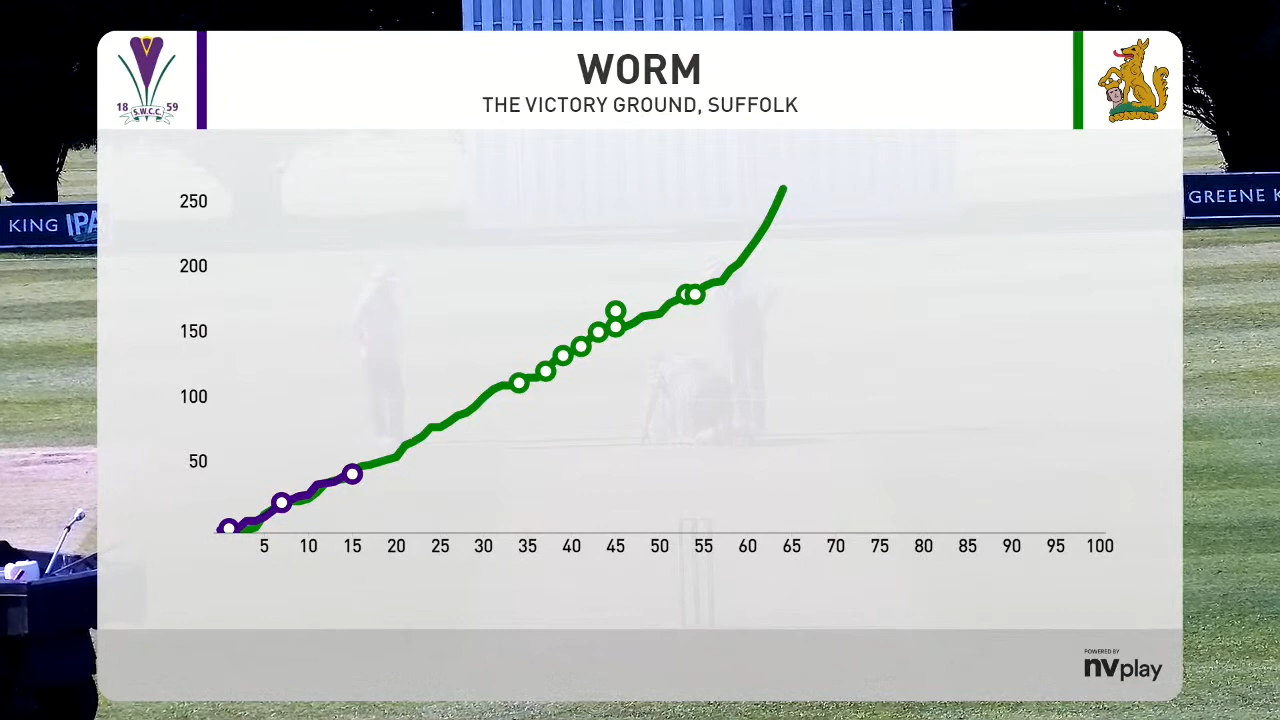 WORM
THE VICTORY GROUND, SUFFOLK
18 59
S.W.C.C.
KING IPA
GREENE K
250
200
150
100
50
5 10 15 20 25 30 35 40 45 50 55 60 65 70 75 80 85 90 95 100
POWERED BY
nvplay